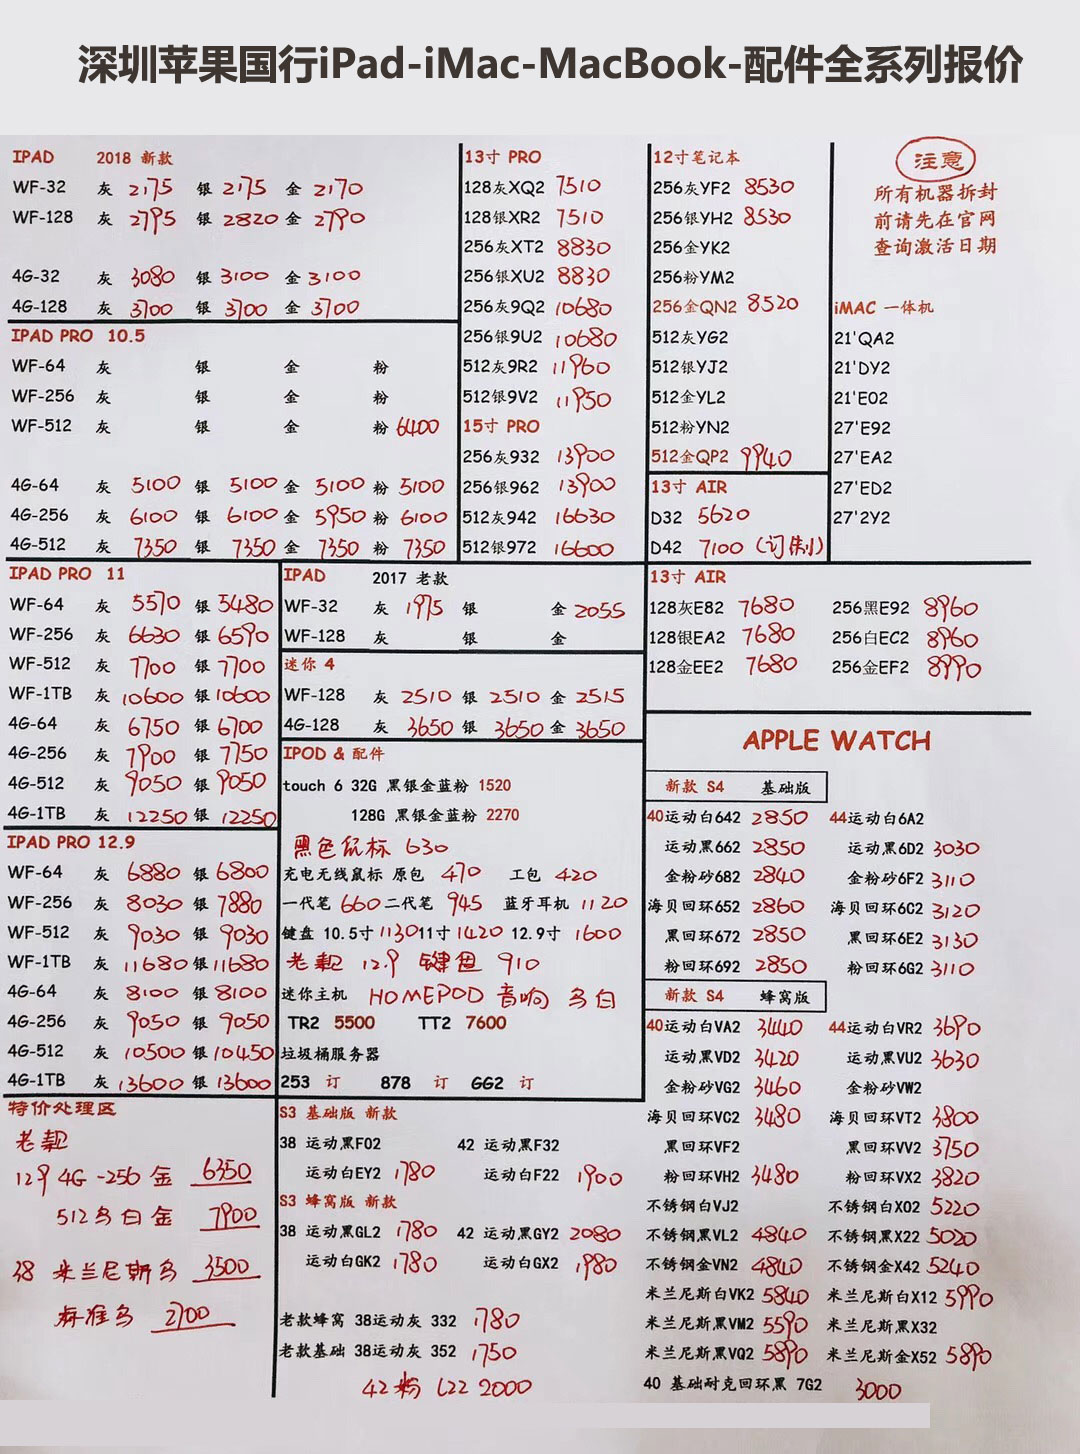 深圳苹果国行iPad-iMac-MacBook-配件全系列报价
IPAD 2018 新款
WF-32 灰 2175 银 2175 金 2170
WF-128 灰 2795 银 2820 金 2790
4G-32 灰 3080 银 3100 金 3100
4G-128 灰 3700 银 3700 金 3700
IPAD PRO 10.5
WF-64 灰 银 金 粉
WF-256 灰 银 金 粉
WF-512 灰 银 金 粉 6400
4G-64 灰 5100 银 5100 金 5100 粉 5100
4G-256 灰 6100 银 6100 金 5950 粉 6100
4G-512 灰 7350 银 7350 金 7350 粉 7350
13寸 PRO
128灰XQ2 7510
128银XR2 7510
256灰XT2 8830
256银XU2 8830
256灰9Q2 10680
256银9U2 10680
512灰9R2 11960
512银9V2 11950
15寸 PRO
256灰932 13900
256银962 13900
512灰942 16630
512银972 16600
12寸笔记本
256灰YF2 8530
256银YH2 8530
256金YK2
256粉YM2
256金QN2 8520
512灰YG2
512银YJ2
512金YL2
512粉YN2
512金QP2 9940
13寸 AIR
D32 5620
D42 7100 (订制)
注意
所有机器拆封
前请先在官网
查询激活日期
iMAC 一体机
21'QA2
21'DY2
21'E02
27'E92
27'EA2
27'ED2
27'2Y2
IPAD PRO 11
WF-64 灰 5570 银 5480
WF-256 灰 6630 银 6590
WF-512 灰 7700 银 7700
WF-1TB 灰 10600 银 10600
4G-64 灰 6750 银 6700
4G-256 灰 7900 银 7750
4G-512 灰 9050 银 9050
4G-1TB 灰 12250 银 12250
IPAD PRO 12.9
WF-64 灰 6880 银 6800
WF-256 灰 8030 银 7880
WF-512 灰 9030 银 9030
WF-1TB 灰 11680 银 11680
4G-64 灰 8100 银 8100
4G-256 灰 9050 银 9050
4G-512 灰 10500 银 10450
4G-1TB 灰 13600 银 13600
IPAD 2017 老款
WF-32 灰 1975 银 金 2055
WF-128 灰 银 金
迷你 4
WF-128 灰 2510 银 2510 金 2515
4G-128 灰 3650 银 3650 金 3650
IPOD & 配件
touch 6 32G 黑银金蓝粉 1520
128G 黑银金蓝粉 2270
黑色鼠标 630
充电无线鼠标 原包 470 工包 420
一代笔 660 二代笔 945 蓝牙耳机 1120
键盘 10.5寸 1130 11寸 1420 12.9寸 1600
老款 12.9 键盘 910
迷你主机 HOMEPOD 音响 乌白
TR2 5500 TT2 7600
垃圾桶服务器
253 订 878 订 GG2 订
13寸 AIR
128灰E82 7680 256黑E92 8960
128银EA2 7680 256白EC2 8960
128金EE2 7680 256金EF2 8990
APPLE WATCH
新款 S4 基础版
40运动白642 2850 44运动白6A2
运动黑662 2850 运动黑6D2 3030
金粉砂682 2840 金粉砂6F2 3110
海贝回环652 2860 海贝回环6G2 3120
黑回环672 2850 黑回环6E2 3130
粉回环692 2850 粉回环6G2 3110
新款 S4 蜂窝版
40运动白VA2 3440 44运动白VR2 3690
运动黑VD2 3420 运动黑VU2 3630
金粉砂VG2 3460 金粉砂VW2
海贝回环VC2 3480 海贝回环VT2 3800
黑回环VF2 黑回环VV2 3750
粉回环VH2 3480 粉回环VX2 3820
不锈钢白VJ2 不锈钢白X02 5220
不锈钢黑VL2 4840 不锈钢黑X22 5020
不锈钢金VN2 4840 不锈钢金X42 5240
米兰尼斯白VK2 5840 米兰尼斯白X12 5990
米兰尼斯黑VM2 5590 米兰尼斯黑X32
米兰尼斯黑VQ2 5890 米兰尼斯金X52 5890
40 基础耐克回环黑 7G2 3000
特价处理区
老款
12.9 4G-256 金 6350
512乌白金 7900
38 米兰尼斯乌 3500
标准乌 2700
S3 基础版 新款
38 运动黑F02 42 运动黑F32
运动白EY2 1780 运动白F22 1900
S3 蜂窝版 新款
38 运动黑GL2 1780 42 运动黑GY2 2080
运动白GK2 1780 运动白GX2 1980
老款蜂窝 38运动灰 332 1780
老款基础 38运动灰 352 1750
42粉 L22 2000